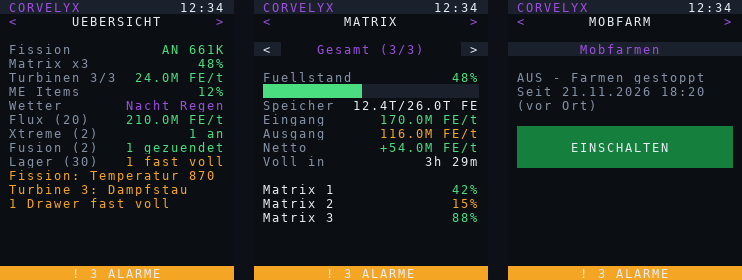 CORVELYX 12:34
< UEBERSICHT >
Fission AN 661K
Matrix x3 48%
Turbinen 3/3 24.0M FE/t
ME Items 12%
Wetter Nacht Regen
Flux (20) 210.0M FE/t
Xtreme (2) 1 an
Fusion (2) 1 gezuendet
Lager (30) 1 fast voll
Fission: Temperatur 870
Turbine 3: Dampfstau
1 Drawer fast voll
! 3 ALARME
CORVELYX 12:34
< MATRIX >
< Gesamt (3/3) >
Fuellstand 48%
Speicher 12.4T/26.0T FE
Eingang 170.0M FE/t
Ausgang 116.0M FE/t
Netto +54.0M FE/t
Voll in 3h 29m
Matrix 1 42%
Matrix 2 15%
Matrix 3 88%
! 3 ALARME
CORVELYX 12:34
< MOBFARM >
Mobfarmen
AUS - Farmen gestoppt
Seit 21.11.2026 18:20
(vor Ort)
EINSCHALTEN
! 3 ALARME